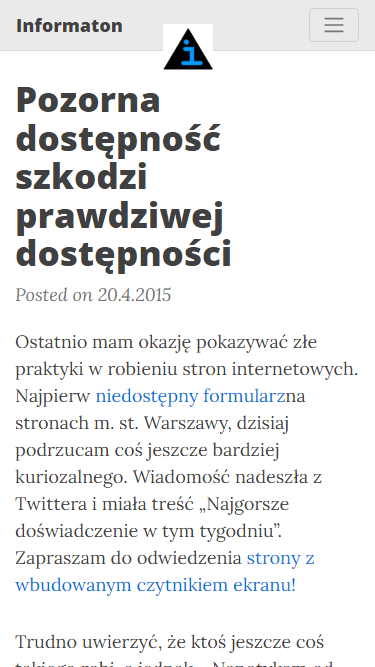 Informaton
i
Pozorna
dostępność
szkodzi
prawdziwej
dostępności
Posted on 20.4.2015
Ostatnio mam okazję pokazywać złe
praktyki w robieniu stron internetowych.
Najpierw niedostępny formularzna
stronach m. st. Warszawy, dzisiaj
podrzucam coś jeszcze bardziej
kuriozalnego. Wiadomość nadeszła z
Twittera i miała treść „Najgorsze
doświadczenie w tym tygodniu”.
Zapraszam do odwiedzenia strony z
wbudowanym czytnikiem ekranu!
Trudno uwierzyć, że ktoś jeszcze coś